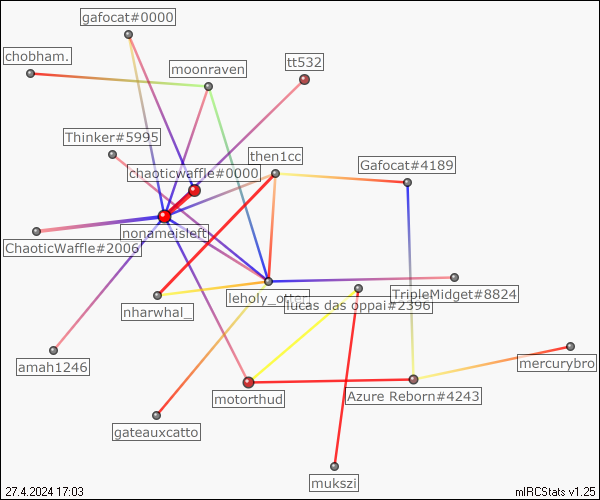 gafocat#0000
chobham.
moonraven
tt532
Thinker#5995
then1cc
Gafocat#4189
chaoticwaffle#0000
nonameisleft
ChaoticWaffle#2006
leholy_otter
TripleMidget#8824
lucas das oppai#2396
nharwhal_
amah1246
mercurybro
motorthud
Azure Reborn#4243
gateauxcatto
mukszi
27.4.2024 17:03
mIRCStats v1.25